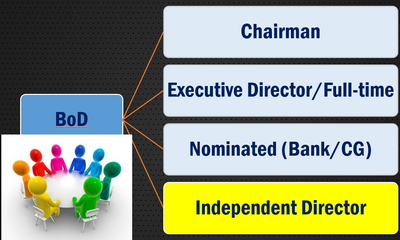 Chairman
Executive Director/Full-time
BoD
Nominated (Bank/CG)
Independent Director